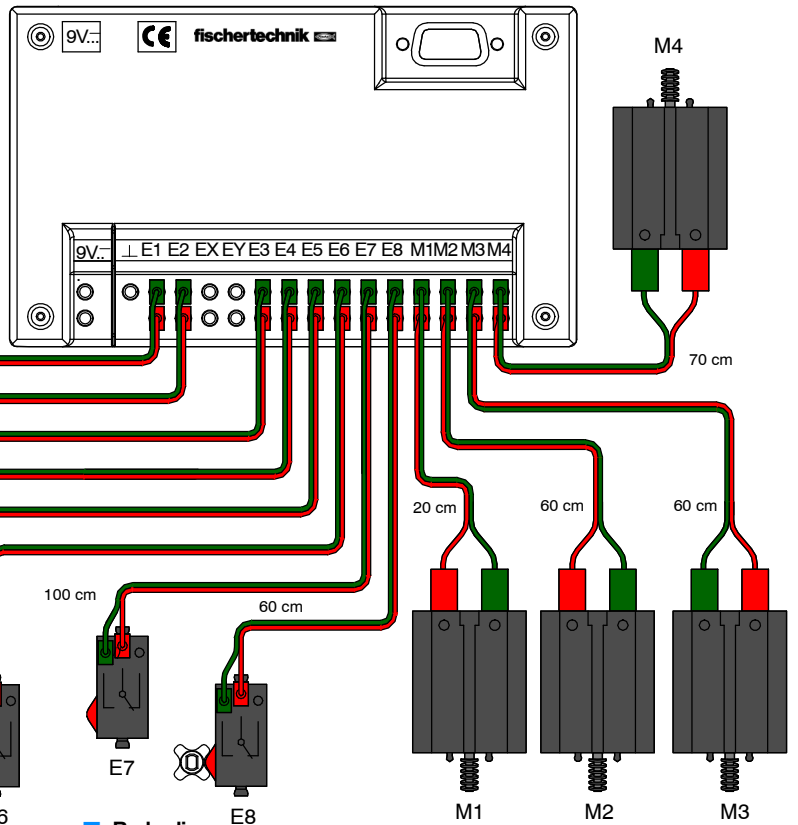 9V
CE fischertechnik
M4
9V ⊥ E1 E2 EX EY E3 E4 E5 E6 E7 E8 M1 M2 M3 M4
70 cm
20 cm
60 cm
60 cm
100 cm
60 cm
E7
E8
M1
M2
M3